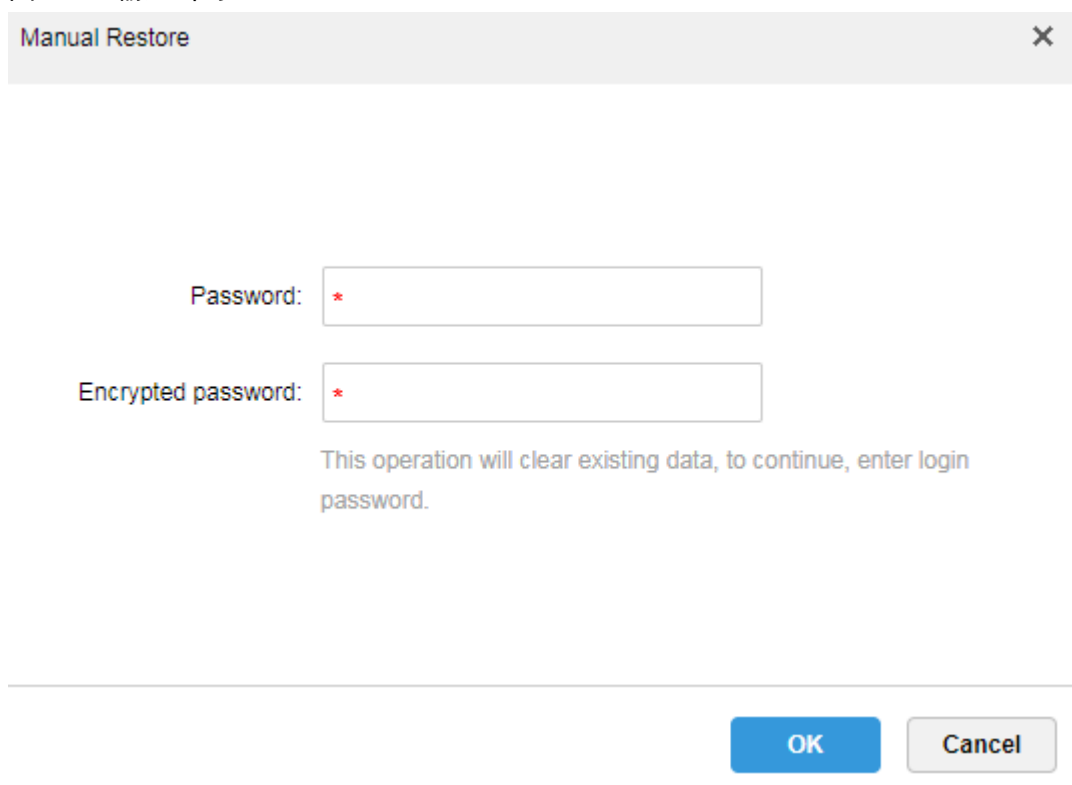 Manual Restore
Password:
*
Encrypted password:
*
This operation will clear existing data, to continue, enter login
password.
OK
Cancel